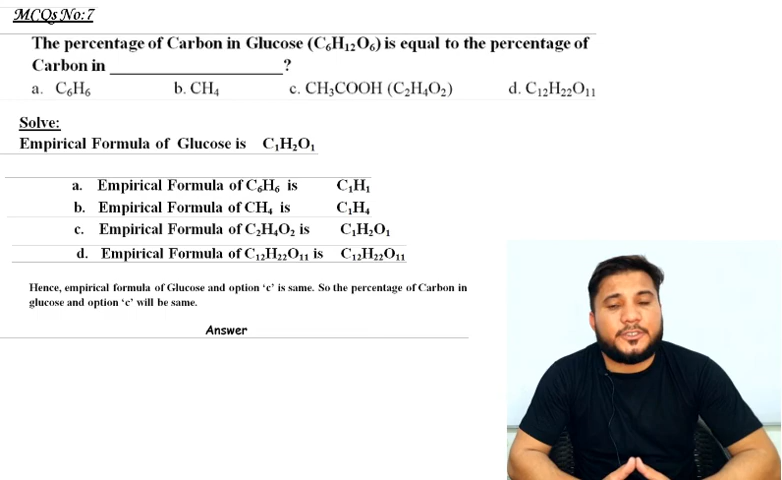 MCQs No:7
The percentage of Carbon in Glucose (C₆H₁₂O₆) is equal to the percentage of
Carbon in ____________________?
a. C₆H₆ b. CH₄ c. CH₃COOH (C₂H₄O₂) d. C₁₂H₂₂O₁₁
Solve:
Empirical Formula of Glucose is C₁H₂O₁
a. Empirical Formula of C₆H₆ is C₁H₁
b. Empirical Formula of CH₄ is C₁H₄
c. Empirical Formula of C₂H₄O₂ is C₁H₂O₁
d. Empirical Formula of C₁₂H₂₂O₁₁ is C₁₂H₂₂O₁₁
Hence, empirical formula of Glucose and option ‘c’ is same. So the percentage of Carbon in
glucose and option ‘c’ will be same.
Answer